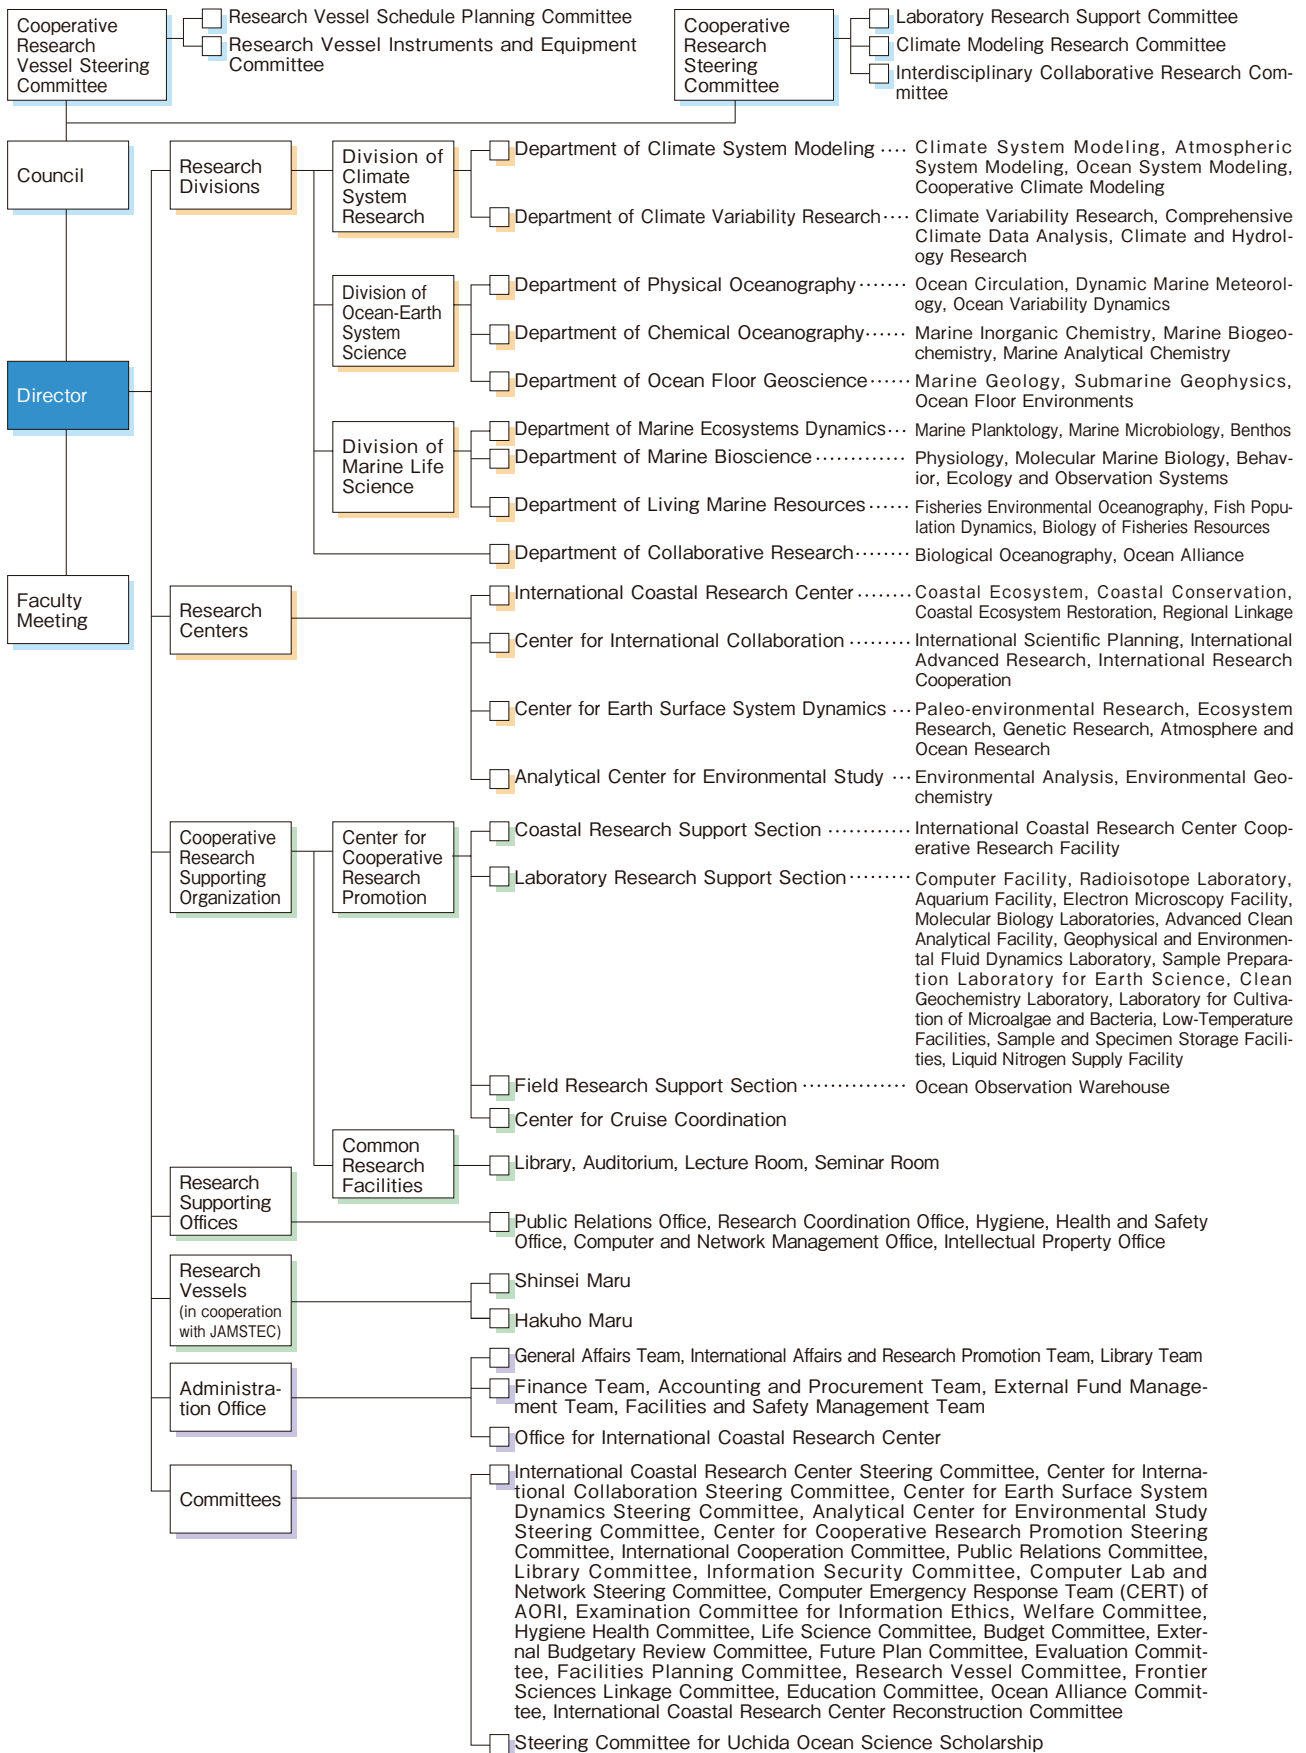 Cooperative
Research
Vessel Steering
Committee
Research Vessel Schedule Planning Committee
Research Vessel Instruments and Equipment
Committee
Cooperative
Research
Steering
Committee
Laboratory Research Support Committee
Climate Modeling Research Committee
Interdisciplinary Collaborative Research Com-
mittee
Council
Director
Faculty
Meeting
Research
Divisions
Division of
Climate
System
Research
Department of Climate System Modeling ···· Climate System Modeling, Atmospheric
System Modeling, Ocean System Modeling,
Cooperative Climate Modeling
Department of Climate Variability Research ···· Climate Variability Research, Comprehensive
Climate Data Analysis, Climate and Hydrol-
ogy Research
Division of
Ocean-Earth
System
Science
Department of Physical Oceanography ······· Ocean Circulation, Dynamic Marine Meteorol-
ogy, Ocean Variability Dynamics
Department of Chemical Oceanography ······ Marine Inorganic Chemistry, Marine Biogeo-
chemistry, Marine Analytical Chemistry
Department of Ocean Floor Geoscience ······ Marine Geology, Submarine Geophysics,
Ocean Floor Environments
Division of
Marine Life
Science
Department of Marine Ecosystems Dynamics ··· Marine Planktology, Marine Microbiology, Benthos
Department of Marine Bioscience ············· Physiology, Molecular Marine Biology, Behav-
ior, Ecology and Observation Systems
Department of Living Marine Resources ······ Fisheries Environmental Oceanography, Fish Popu-
lation Dynamics, Biology of Fisheries Resources
Department of Collaborative Research ········ Biological Oceanography, Ocean Alliance
Research
Centers
International Coastal Research Center ········ Coastal Ecosystem, Coastal Conservation,
Coastal Ecosystem Restoration, Regional Linkage
Center for International Collaboration ········· International Scientific Planning, International
Advanced Research, International Research
Cooperation
Center for Earth Surface System Dynamics ··· Paleo-environmental Research, Ecosystem
Research, Genetic Research, Atmosphere and
Ocean Research
Analytical Center for Environmental Study ··· Environmental Analysis, Environmental Geo-
chemistry
Cooperative
Research
Supporting
Organization
Center for
Cooperative
Research
Promotion
Coastal Research Support Section ············ International Coastal Research Center Coop-
erative Research Facility
Laboratory Research Support Section ········· Computer Facility, Radioisotope Laboratory,
Aquarium Facility, Electron Microscopy Facility,
Molecular Biology Laboratories, Advanced Clean
Analytical Facility, Geophysical and Environmen-
tal Fluid Dynamics Laboratory, Sample Prepara-
tion Laboratory for Earth Science, Clean
Geochemistry Laboratory, Laboratory for Cultiva-
tion of Microalgae and Bacteria, Low-Temperature
Facilities, Sample and Specimen Storage Facili-
ties, Liquid Nitrogen Supply Facility
Field Research Support Section ··············· Ocean Observation Warehouse
Center for Cruise Coordination
Common
Research
Facilities
Library, Auditorium, Lecture Room, Seminar Room
Research
Supporting
Offices
Public Relations Office, Research Coordination Office, Hygiene, Health and Safety
Office, Computer and Network Management Office, Intellectual Property Office
Research
Vessels
(in cooperation
with JAMSTEC)
Shinsei Maru
Hakuho Maru
Administra-
tion Office
General Affairs Team, International Affairs and Research Promotion Team, Library Team
Finance Team, Accounting and Procurement Team, External Fund Manage-
ment Team, Facilities and Safety Management Team
Office for International Coastal Research Center
Committees
International Coastal Research Center Steering Committee, Center for Interna-
tional Collaboration Steering Committee, Center for Earth Surface System
Dynamics Steering Committee, Analytical Center for Environmental Study
Steering Committee, Center for Cooperative Research Promotion Steering
Committee, International Cooperation Committee, Public Relations Committee,
Library Committee, Information Security Committee, Computer Lab and
Network Steering Committee, Computer Emergency Response Team (CERT) of
AORI, Examination Committee for Information Ethics, Welfare Committee,
Hygiene Health Committee, Life Science Committee, Budget Committee, Exter-
nal Budgetary Review Committee, Future Plan Committee, Evaluation Commit-
tee, Facilities Planning Committee, Research Vessel Committee, Frontier
Sciences Linkage Committee, Education Committee, Ocean Alliance Commit-
tee, International Coastal Research Center Reconstruction Committee
Steering Committee for Uchida Ocean Science Scholarship